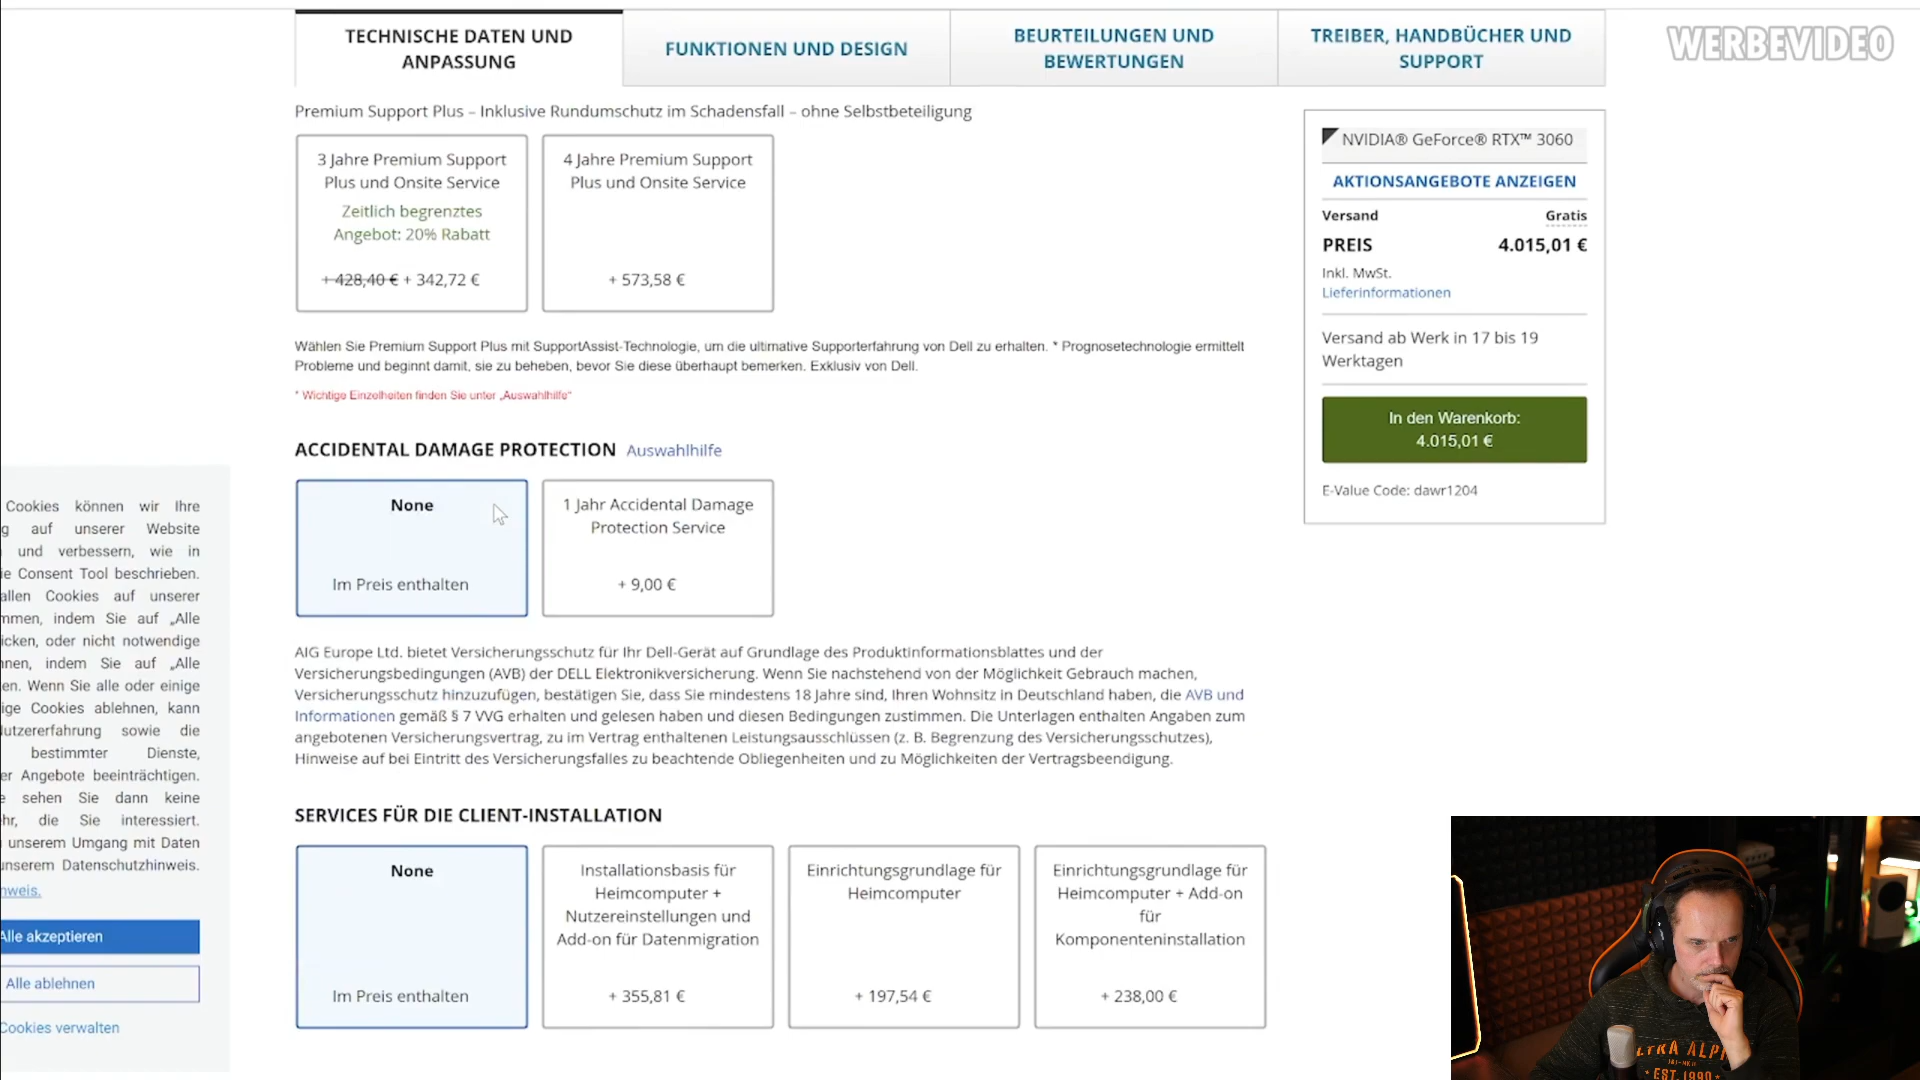 TECHNISCHE DATEN UND
ANPASSUNG
FUNKTIONEN UND DESIGN
BEURTEILUNGEN UND
BEWERTUNGEN
TREIBER, HANDBÜCHER UND
SUPPORT
WERBEVIDEO
Premium Support Plus – Inklusive Rundumschutz im Schadensfall – ohne Selbstbeteiligung
3 Jahre Premium Support
Plus und Onsite Service
Zeitlich begrenztes
Angebot: 20% Rabatt
+ 428,40 € + 342,72 €
4 Jahre Premium Support
Plus und Onsite Service
+ 573,58 €
Wählen Sie Premium Support Plus mit SupportAssist-Technologie, um die ultimative Supporterfahrung von Dell zu erhalten. * Prognosetechnologie ermittelt
Probleme und beginnt damit, sie zu beheben, bevor Sie diese überhaupt bemerken. Exklusiv von Dell.
* Wichtige Einzelheiten finden Sie unter „Auswahlhilfe“
ACCIDENTAL DAMAGE PROTECTION Auswahlhilfe
None
Im Preis enthalten
1 Jahr Accidental Damage
Protection Service
+ 9,00 €
AIG Europe Ltd. bietet Versicherungsschutz für Ihr Dell-Gerät auf Grundlage des Produktinformationsblattes und der
Versicherungsbedingungen (AVB) der DELL Elektronikversicherung. Wenn Sie nachstehend von der Möglichkeit Gebrauch machen,
Versicherungsschutz hinzuzufügen, bestätigen Sie, dass Sie mindestens 18 Jahre sind, Ihren Wohnsitz in Deutschland haben, die AVB und
Informationen gemäß § 7 VVG erhalten und gelesen haben und diesen Bedingungen zustimmen. Die Unterlagen enthalten Angaben zum
angebotenen Versicherungsvertrag, zu im Vertrag enthaltenen Leistungsausschlüssen (z. B. Begrenzung des Versicherungsschutzes),
Hinweise auf bei Eintritt des Versicherungsfalles zu beachtende Obliegenheiten und zu Möglichkeiten der Vertragsbeendigung.
SERVICES FÜR DIE CLIENT-INSTALLATION
None
Im Preis enthalten
Installationsbasis für
Heimcomputer +
Nutzereinstellungen und
Add-on für Datenmigration
+ 355,81 €
Einrichtungsgrundlage für
Heimcomputer
+ 197,54 €
Einrichtungsgrundlage für
Heimcomputer + Add-on
für
Komponenteninstallation
+ 238,00 €
NVIDIA® GeForce® RTX™ 3060
AKTIONSANGEBOTE ANZEIGEN
Versand Gratis
PREIS 4.015,01 €
Inkl. MwSt.
Lieferinformationen
Versand ab Werk in 17 bis 19
Werktagen
In den Warenkorb:
4.015,01 €
E-Value Code: dawr1204
Cookies können wir Ihre
g auf unserer Website
und verbessern, wie in
ie Consent Tool beschrieben.
allen Cookies auf unserer
mmen, indem Sie auf „Alle
icken, oder nicht notwendige
nnen, indem Sie auf „Alle
en. Wenn Sie alle oder einige
ige Cookies ablehnen, kann
Nutzererfahrung sowie die
bestimmter Dienste,
er Angebote beeinträchtigen.
e sehen Sie dann keine
hr, die Sie interessiert.
unserem Umgang mit Daten
unserem Datenschutzhinweis.
nweis.
Alle akzeptieren
Alle ablehnen
Cookies verwalten
LTRA ALP
EST. 1990